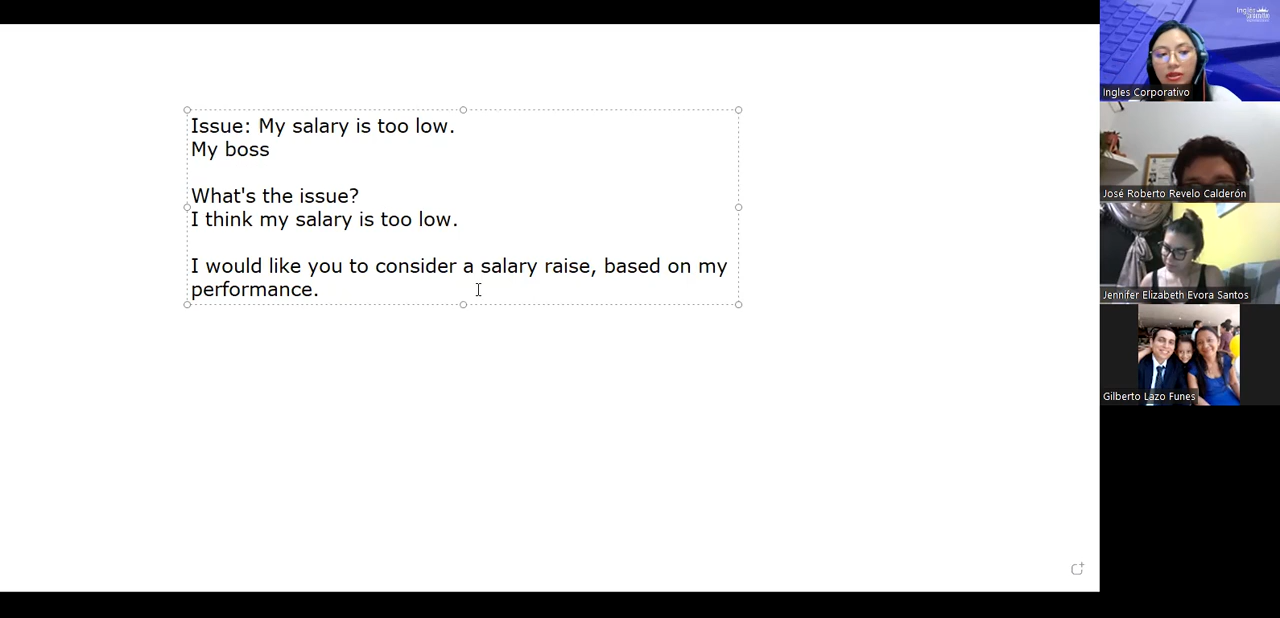 Issue: My salary is too low.
My boss
What's the issue?
I think my salary is too low.
I would like you to consider a salary raise, based on my
performance.
Ingles
Ingles Corporativo
José Roberto Revelo Calderón
Jennifer Elizabeth Evora Santos
Gilberto Lazo Funes